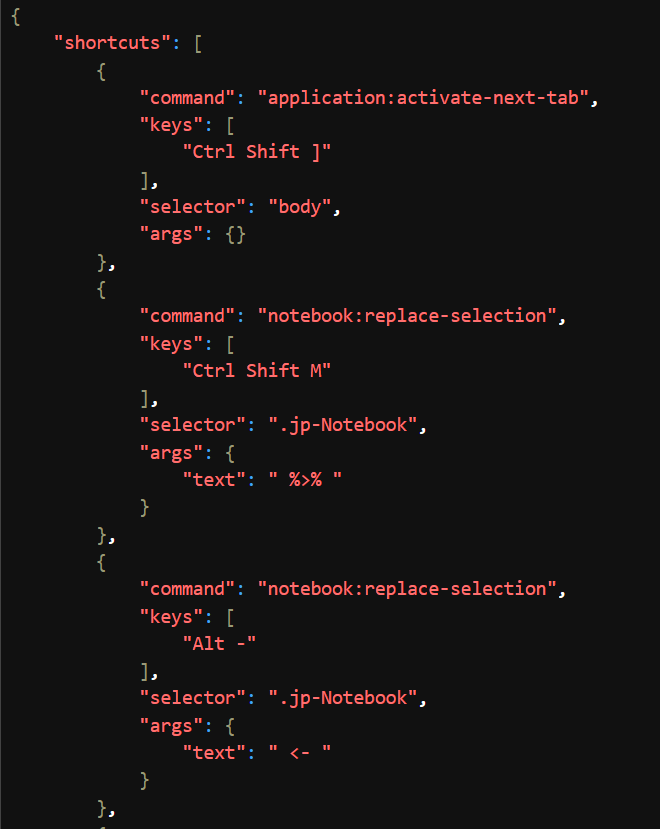 {
    "shortcuts": [
        {
            "command": "application:activate-next-tab",
            "keys": [
                "Ctrl Shift ]"
            ],
            "selector": "body",
            "args": {}
        },
        {
            "command": "notebook:replace-selection",
            "keys": [
                "Ctrl Shift M"
            ],
            "selector": ".jp-Notebook",
            "args": {
                "text": " %>% "
            }
        },
        {
            "command": "notebook:replace-selection",
            "keys": [
                "Alt -"
            ],
            "selector": ".jp-Notebook",
            "args": {
                "text": " <- "
            }
        },